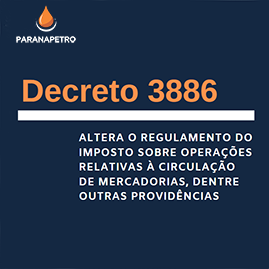 PARANAPETRO
Decreto 3886
ALTERA O REGULAMENTO DO
IMPOSTO SOBRE OPERAÇÕES
RELATIVAS À CIRCULAÇÃO
DE MERCADORIAS, DENTRE
OUTRAS PROVIDÊNCIAS